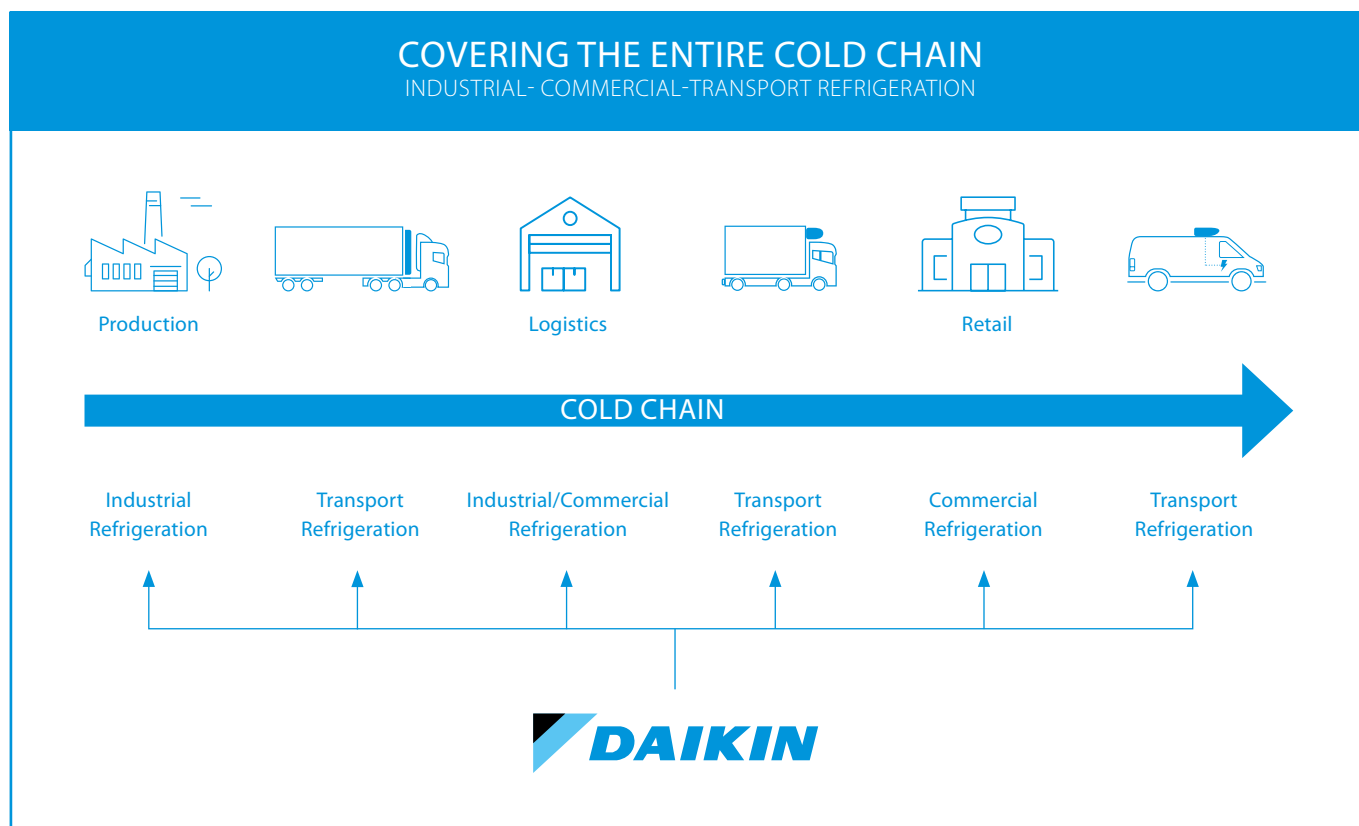 COVERING THE ENTIRE COLD CHAIN
INDUSTRIAL- COMMERCIAL-TRANSPORT REFRIGERATION
Production
Logistics
Retail
COLD CHAIN
Industrial
Refrigeration
Transport
Refrigeration
Industrial/Commercial
Refrigeration
Transport
Refrigeration
Commercial
Refrigeration
Transport
Refrigeration
DAIKIN